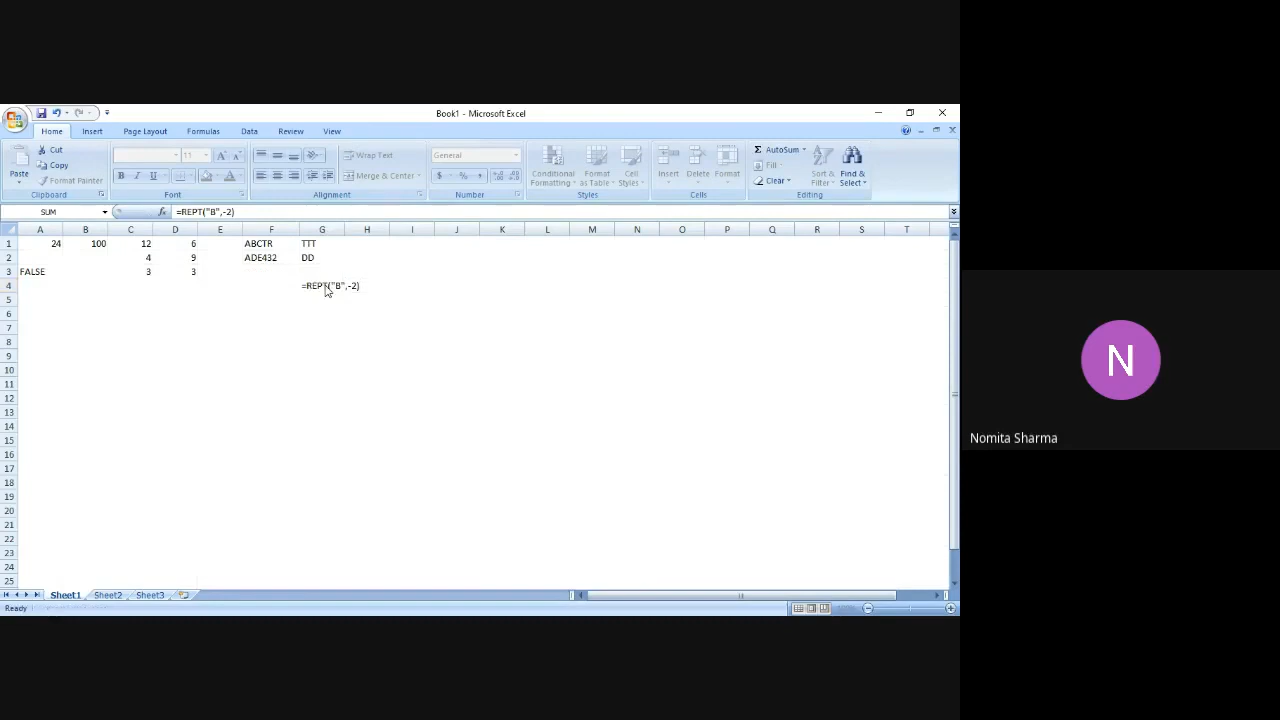 Book1 - Microsoft Excel
Home Insert Page Layout Formulas Data Review View
Paste Cut Copy Format Painter Clipboard
11 B I U A A A Font
Wrap Text Merge & Center Alignment
General $ % , Number
Conditional Formatting Format as Table Cell Styles Styles
Insert Delete Format Cells
Σ AutoSum Fill Clear Sort & Filter Find & Select Editing
SUM fx =REPT("B",-2)
A B C D E F G H I J K L M N O P Q R S T
1 24 100 12 6 ABCTR TTT
2 4 9 ADE432 DD
3 FALSE 3 3
4 =REPT("B",-2)
5
6
7
8
9
10
11
12
13
14
15
16
17
18
19
20
21
22
23
24
25
Sheet1 Sheet2 Sheet3
Ready
N
Nomita Sharma